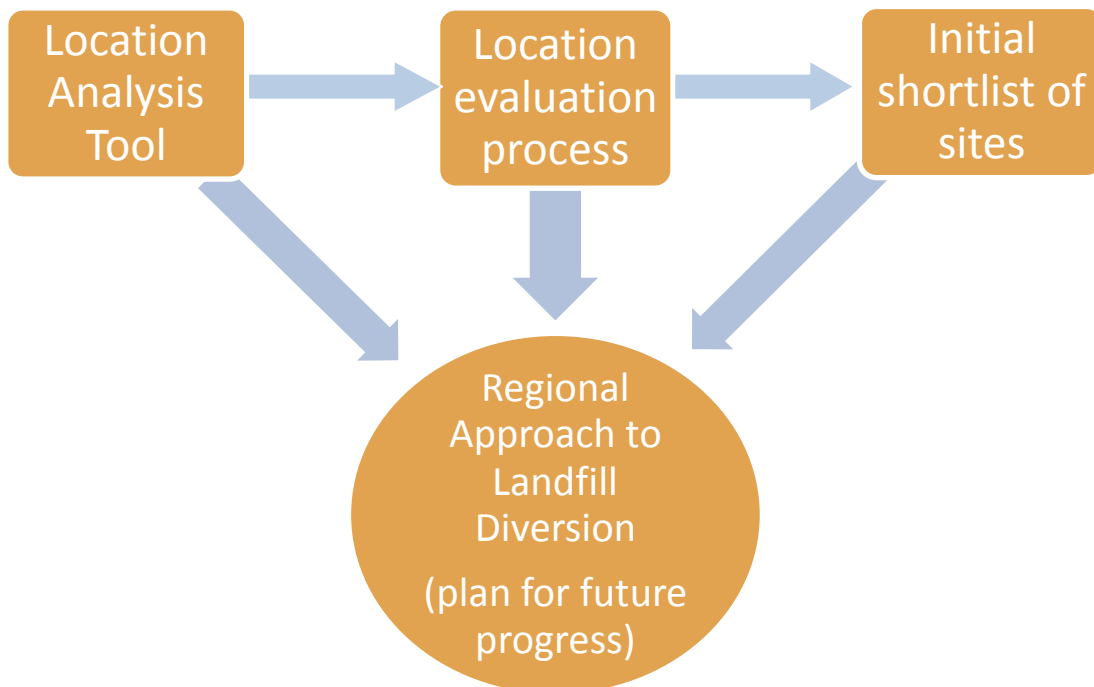 Location
Analysis
Tool
Location
evaluation
process
Initial
shortlist of
sites
Regional
Approach to
Landfill
Diversion
(plan for future
progress)